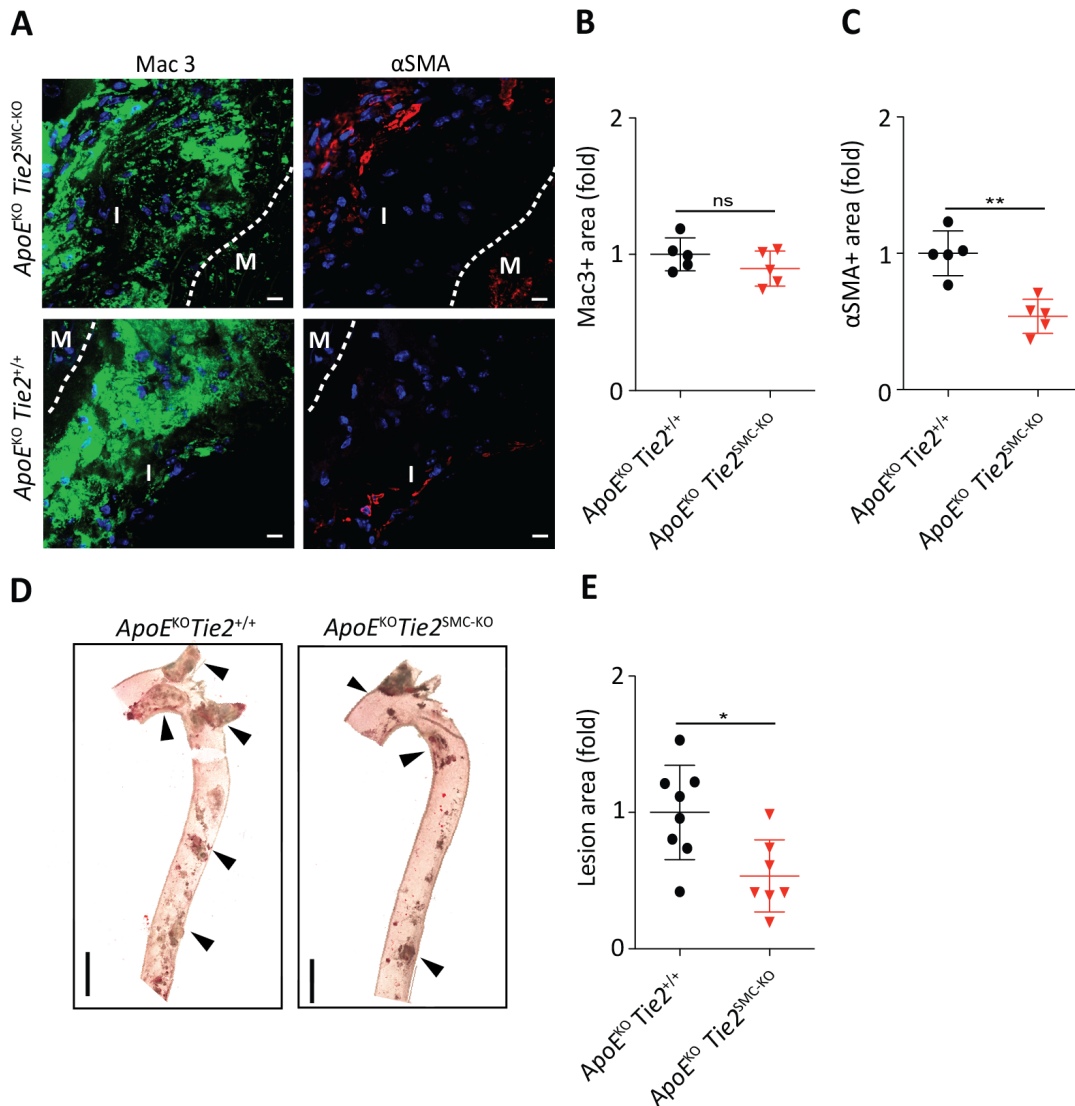 A
Mac 3
αSMA
ApoE^KO Tie2^SMC-KO
I
M
M
ApoE^KO Tie2^+/+
M
I
M
I
B
2
1
0
Mac3+ area (fold)
ns
ApoE^KO Tie2^+/+
ApoE^KO Tie2^SMC-KO
C
2
1
0
αSMA+ area (fold)
**
ApoE^KO Tie2^+/+
ApoE^KO Tie2^SMC-KO
D
ApoE^KO Tie2^+/+
ApoE^KO Tie2^SMC-KO
E
2
1
0
Lesion area (fold)
*
ApoE^KO Tie2^+/+
ApoE^KO Tie2^SMC-KO